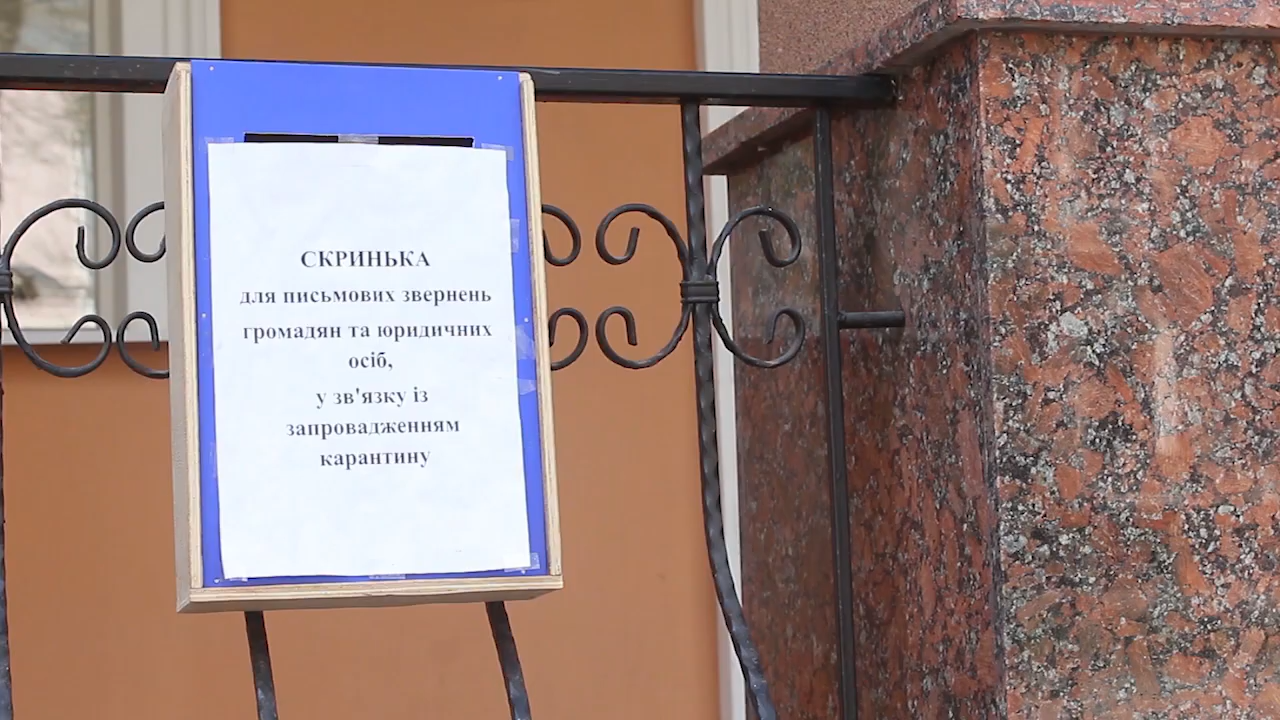 СКРИНЬКА
для письмових звернень
громадян та юридичних
осіб,
у зв'язку із
запровадженням
карантину